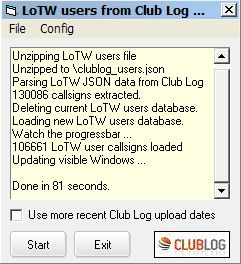 LoTW users from Club Log ...
File Config
Unzipping LoTW users file
Unzipped to \clublog_users.json
Parsing LoTW JSON data from Club Log
130086 callsigns extracted.
Deleting current LoTW users database.
Loading new LoTW users database.
Watch the progressbar ...
106661 LoTW user callsigns loaded
Updating visible Windows ...
Done in 81 seconds.
Use more recent Club Log upload dates
Start Exit CLUBLOG